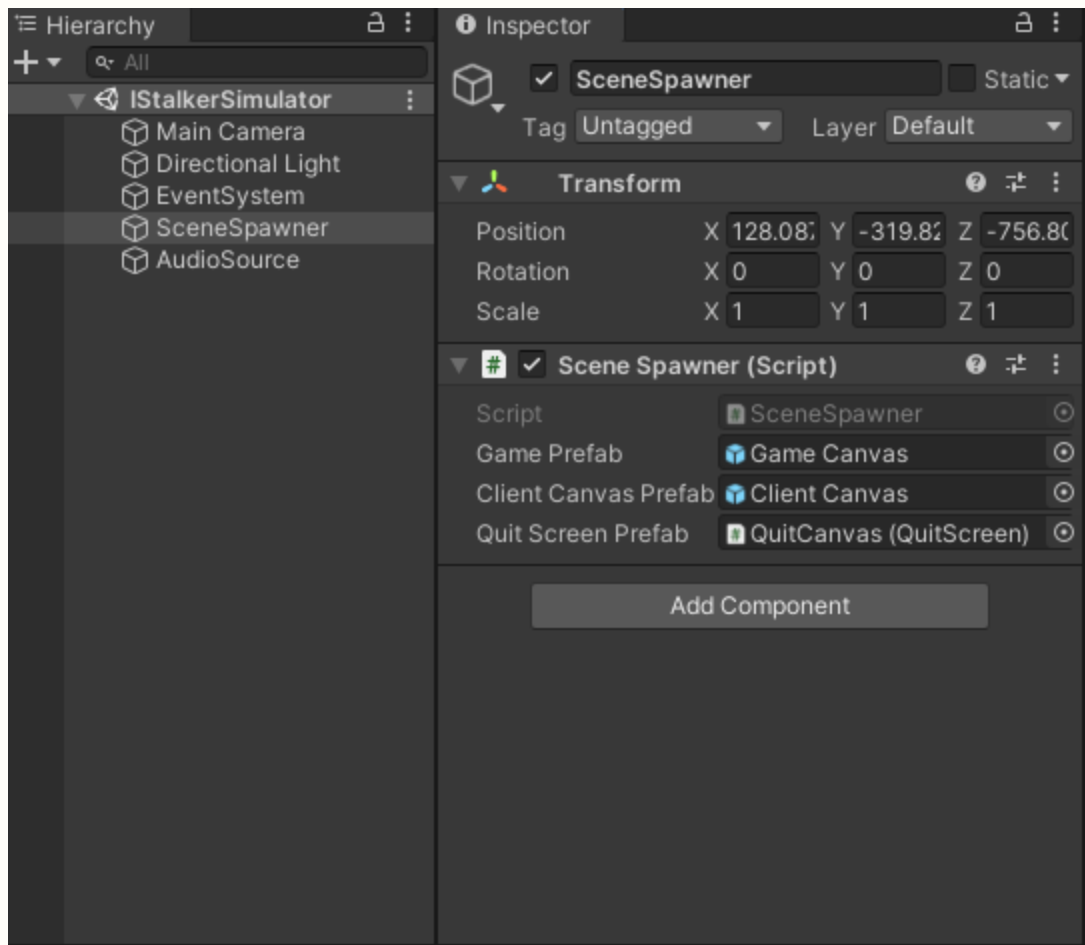 Hierarchy
All
IStalkerSimulator
Main Camera
Directional Light
EventSystem
SceneSpawner
AudioSource
Inspector
SceneSpawner Static
Tag Untagged Layer Default
Transform
Position X 128.087 Y -319.82 Z -756.80
Rotation X 0 Y 0 Z 0
Scale X 1 Y 1 Z 1
# Scene Spawner (Script)
Script SceneSpawner
Game Prefab Game Canvas
Client Canvas Prefab Client Canvas
Quit Screen Prefab QuitCanvas (QuitScreen)
Add Component